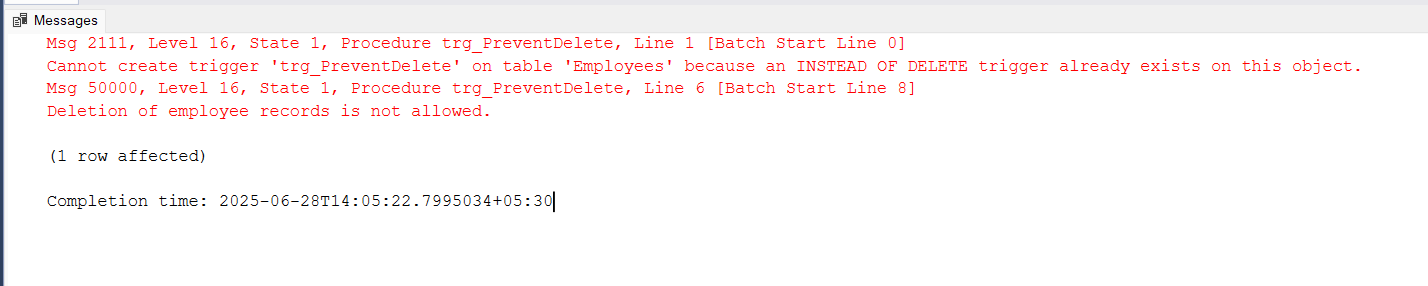 Messages
Msg 2111, Level 16, State 1, Procedure trg_PreventDelete, Line 1 [Batch Start Line 0]
Cannot create trigger 'trg_PreventDelete' on table 'Employees' because an INSTEAD OF DELETE trigger already exists on this object.
Msg 50000, Level 16, State 1, Procedure trg_PreventDelete, Line 6 [Batch Start Line 8]
Deletion of employee records is not allowed.
(1 row affected)
Completion time: 2025-06-28T14:05:22.7995034+05:30